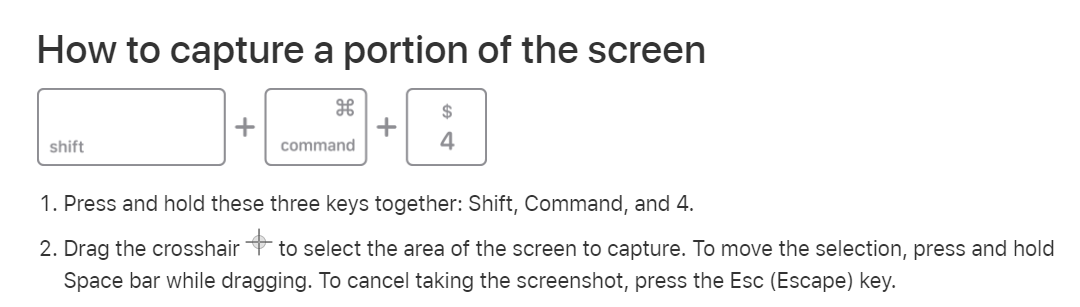 How to capture a portion of the screen
shift + ⌘ command + $ 4
1. Press and hold these three keys together: Shift, Command, and 4.
2. Drag the crosshair to select the area of the screen to capture. To move the selection, press and hold
Space bar while dragging. To cancel taking the screenshot, press the Esc (Escape) key.